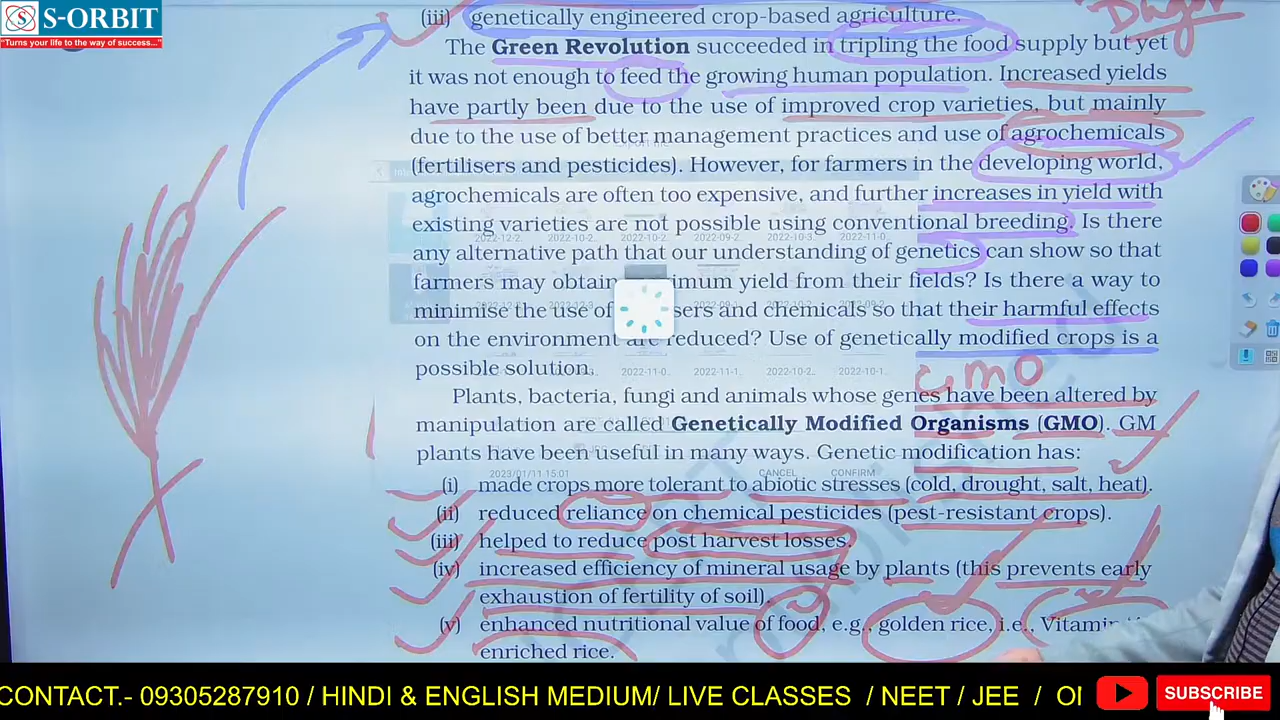 S-ORBIT
"Turns your life to the way of success..."
(iii) genetically engineered crop-based agriculture.
The Green Revolution succeeded in tripling the food supply but yet
it was not enough to feed the growing human population. Increased yields
have partly been due to the use of improved crop varieties, but mainly
due to the use of better management practices and use of agrochemicals
(fertilisers and pesticides). However, for farmers in the developing world,
agrochemicals are often too expensive, and further increases in yield with
existing varieties are not possible using conventional breeding. Is there
any alternative path that our understanding of genetics can show so that
farmers may obtain yield from their fields? Is there a way to
minimise the use of and chemicals so that their harmful effects
on the environment are reduced? Use of genetically modified crops is a
possible solution.
GMO
Plants, bacteria, fungi and animals whose genes have been altered by
manipulation are called Genetically Modified Organisms (GMO). GM
plants have been useful in many ways. Genetic modification has:
2023/01/11 15:01 CANCEL CONFIRM
(i) made crops more tolerant to abiotic stresses (cold, drought, salt, heat).
(ii) reduced reliance on chemical pesticides (pest-resistant crops).
(iii) helped to reduce post harvest losses.
(iv) increased efficiency of mineral usage by plants (this prevents early
exhaustion of fertility of soil).
(v) enhanced nutritional value of food, e.g., golden rice, i.e., Vitamin
enriched rice.
CONTACT.- 09305287910 / HINDI & ENGLISH MEDIUM/ LIVE CLASSES / NEET / JEE /
SUBSCRIBE